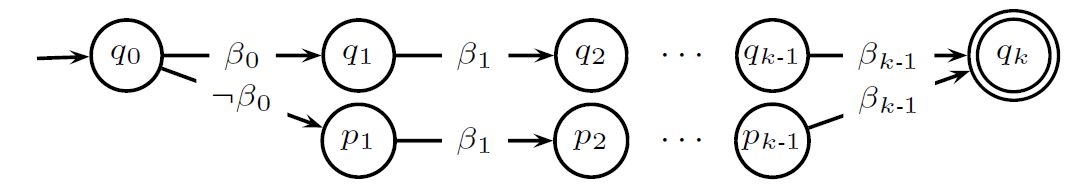 q₀ β₀ q₁ β₁ q₂ ··· qₖ₋₁ βₖ₋₁ qₖ
¬β₀ βₖ₋₁
p₁ β₁ p₂ ··· pₖ₋₁